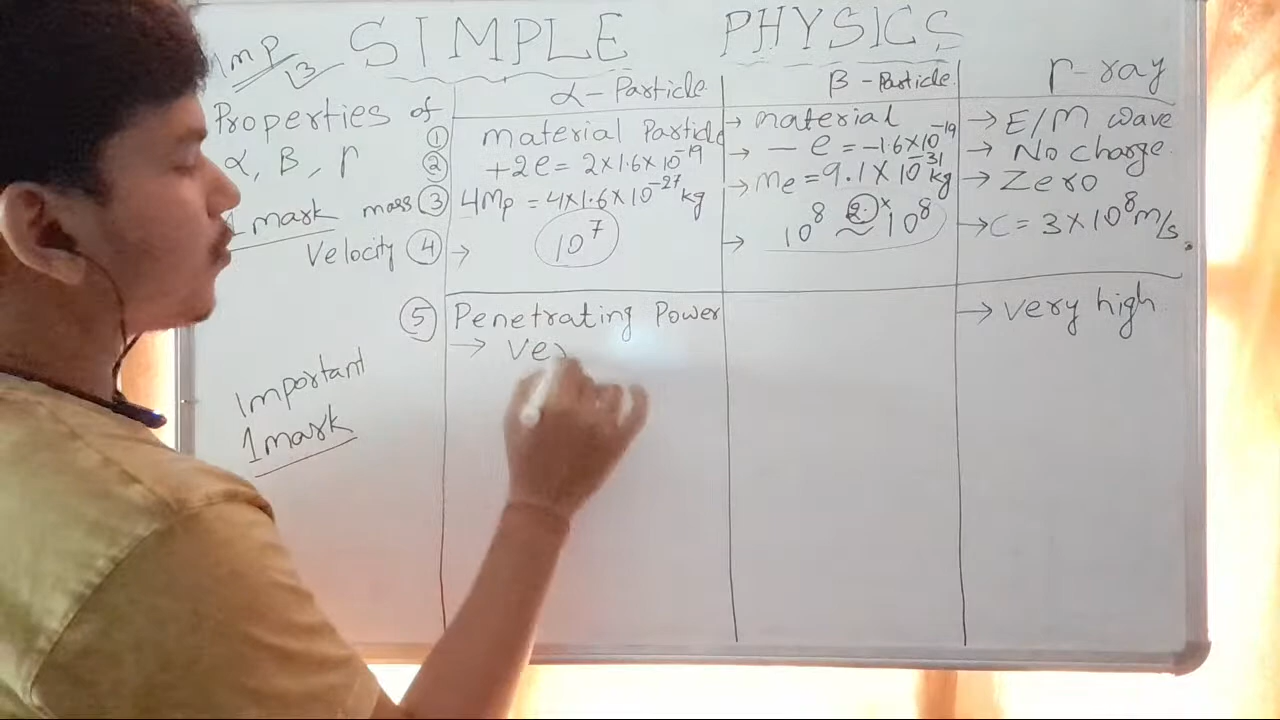 SIMPLE PHYSICS
Imp
13
α-Particle
β-Particle
r-ray
Properties of
α, B, r
1 mark
① material Particle
② +2e = 2×1.6×10⁻¹⁹
mass ③ 4Mp = 4×1.6×10⁻²⁷ kg
Velocity ④ → 10⁷
→ material
→ -e = -1.6×10⁻¹⁹
→ me = 9.1×10⁻³¹ kg
→ 10⁸ ~ 10⁸
→ E/M wave
→ No charge
→ Zero
→ C = 3×10⁸ m/s.
⑤ Penetrating Power
→ ver
→ very high
Important
1 mark